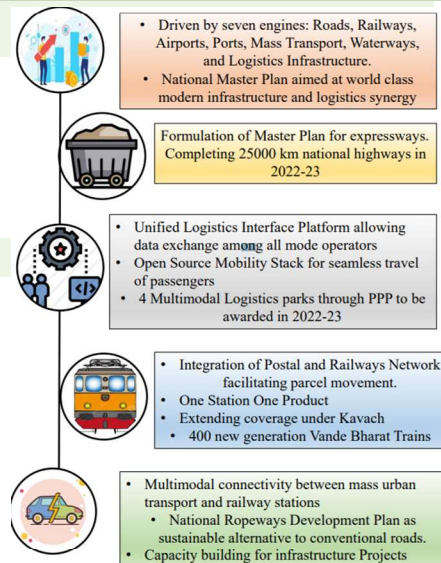 • Driven by seven engines: Roads, Railways,
Airports, Ports, Mass Transport, Waterways,
and Logistics Infrastructure.
• National Master Plan aimed at world class
modern infrastructure and logistics synergy
Formulation of Master Plan for expressways.
Completing 25000 km national highways in
2022-23
• Unified Logistics Interface Platform allowing
data exchange among all mode operators
• Open Source Mobility Stack for seamless travel
of passengers
• 4 Multimodal Logistics parks through PPP to be
awarded in 2022-23
• Integration of Postal and Railways Network
facilitating parcel movement.
• One Station One Product
• Extending coverage under Kavach
• 400 new generation Vande Bharat Trains
• Multimodal connectivity between mass urban
transport and railway stations
• National Ropeways Development Plan as
sustainable alternative to conventional roads.
• Capacity building for infrastructure Projects